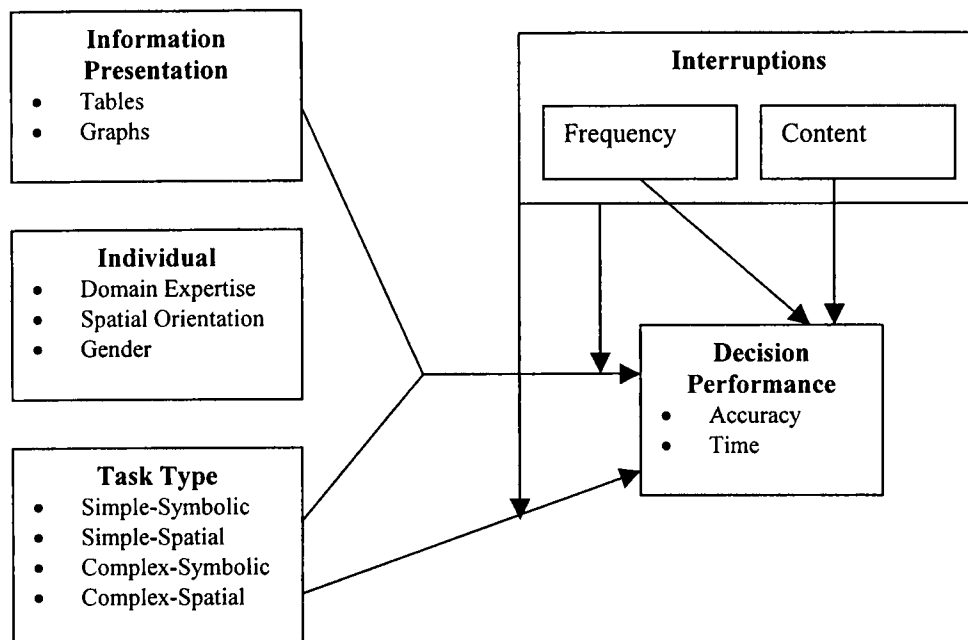 Information
Presentation
• Tables
• Graphs
Individual
• Domain Expertise
• Spatial Orientation
• Gender
Task Type
• Simple-Symbolic
• Simple-Spatial
• Complex-Symbolic
• Complex-Spatial
Interruptions
Frequency
Content
Decision
Performance
• Accuracy
• Time